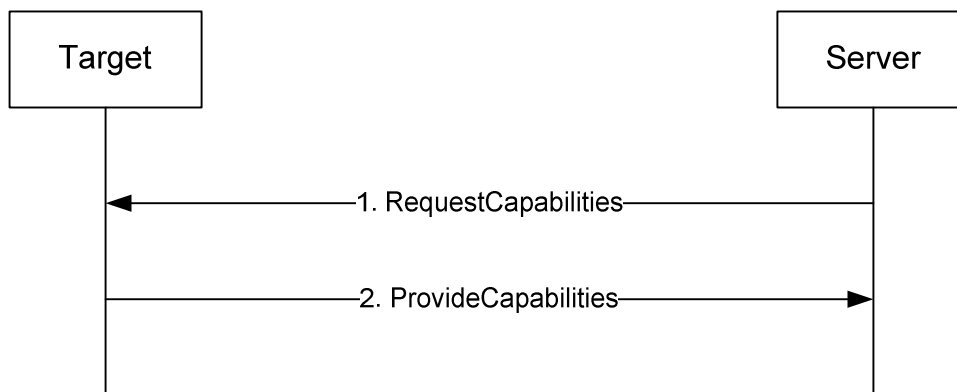 Target
Server
1. RequestCapabilities
2. ProvideCapabilities